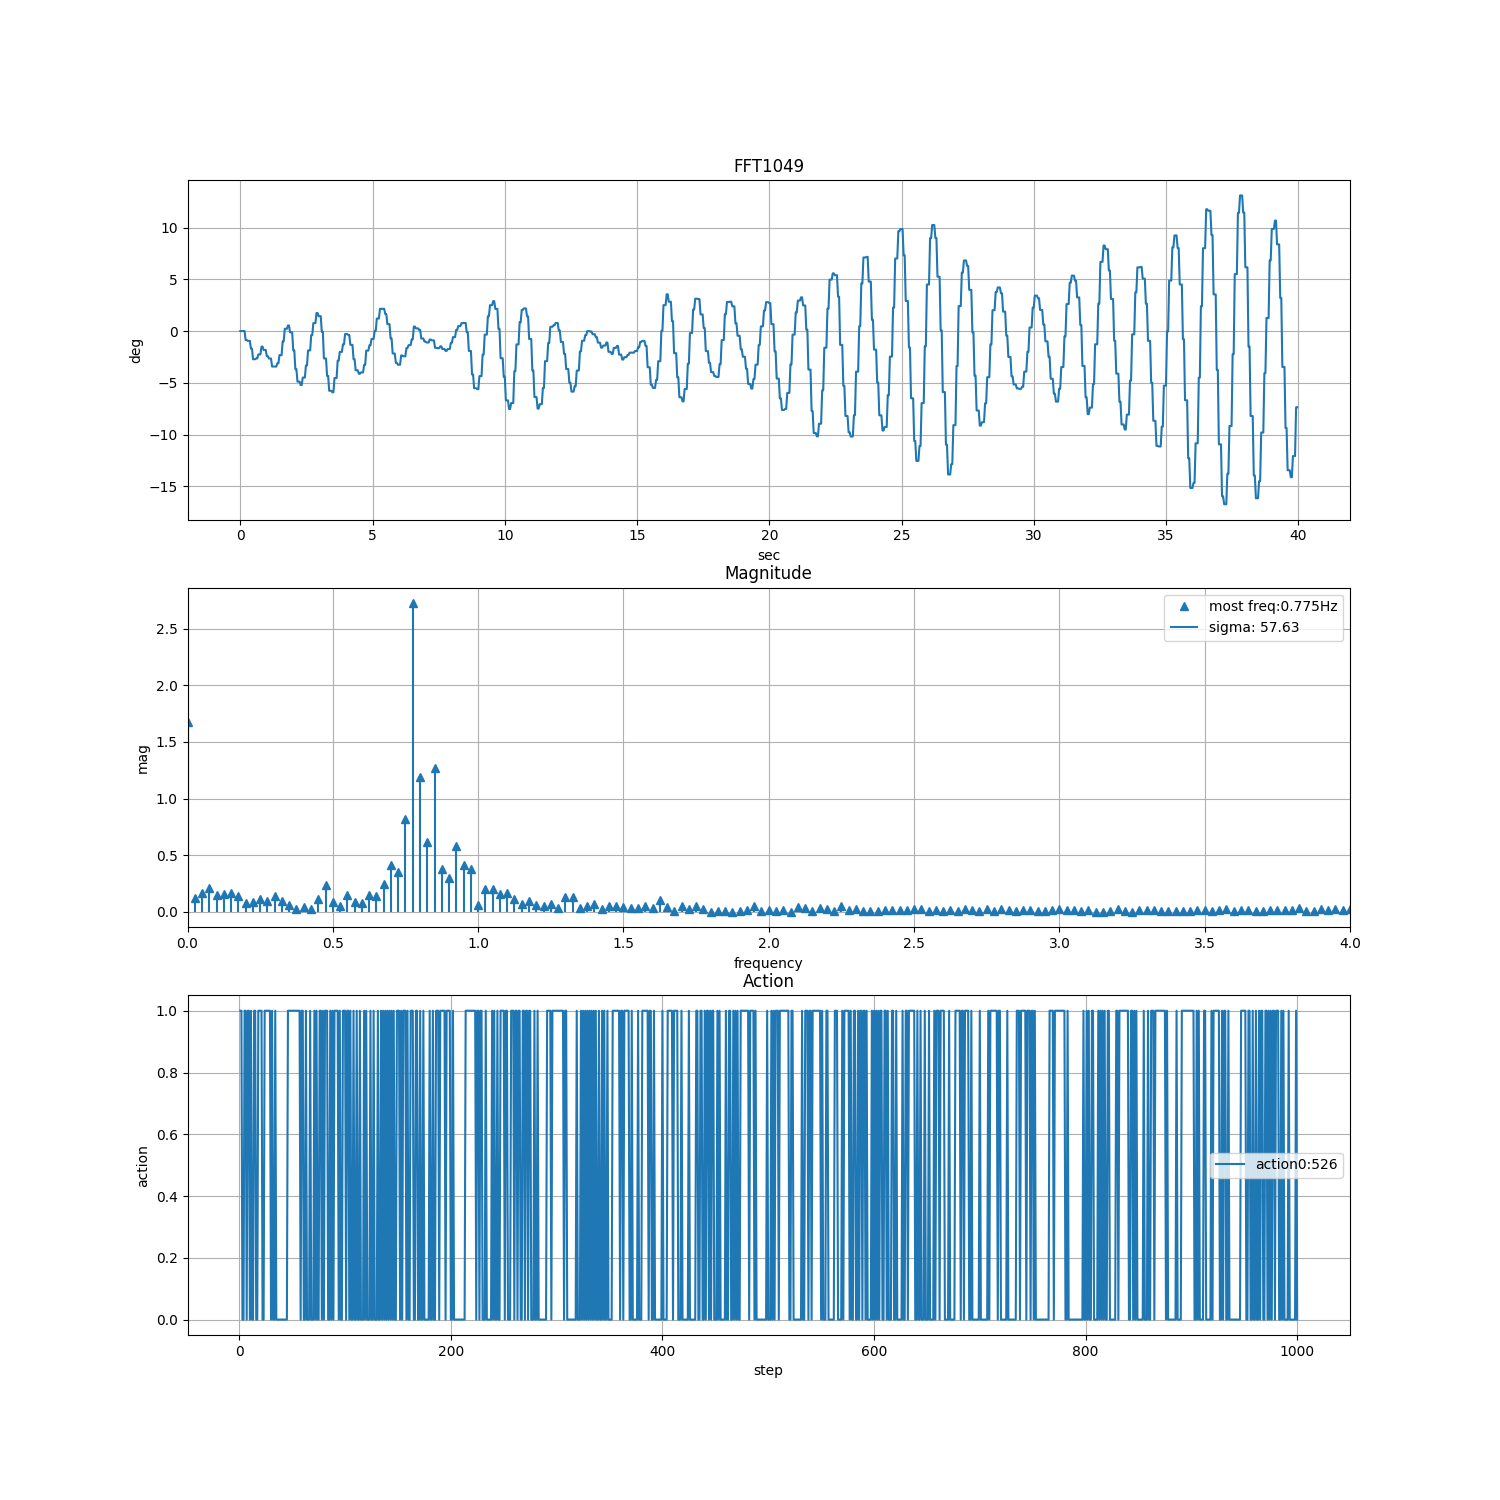 FFT1049
10
5
0
−5
−10
−15
deg
0 5 10 15 20 25 30 35 40
sec
Magnitude
most freq:0.775Hz
sigma: 57.63
2.5
2.0
1.5
1.0
0.5
0.0
mag
0.0 0.5 1.0 1.5 2.0 2.5 3.0 3.5 4.0
frequency
Action
1.0
0.8
0.6
0.4
0.2
0.0
action
action0:526
0 200 400 600 800 1000
step